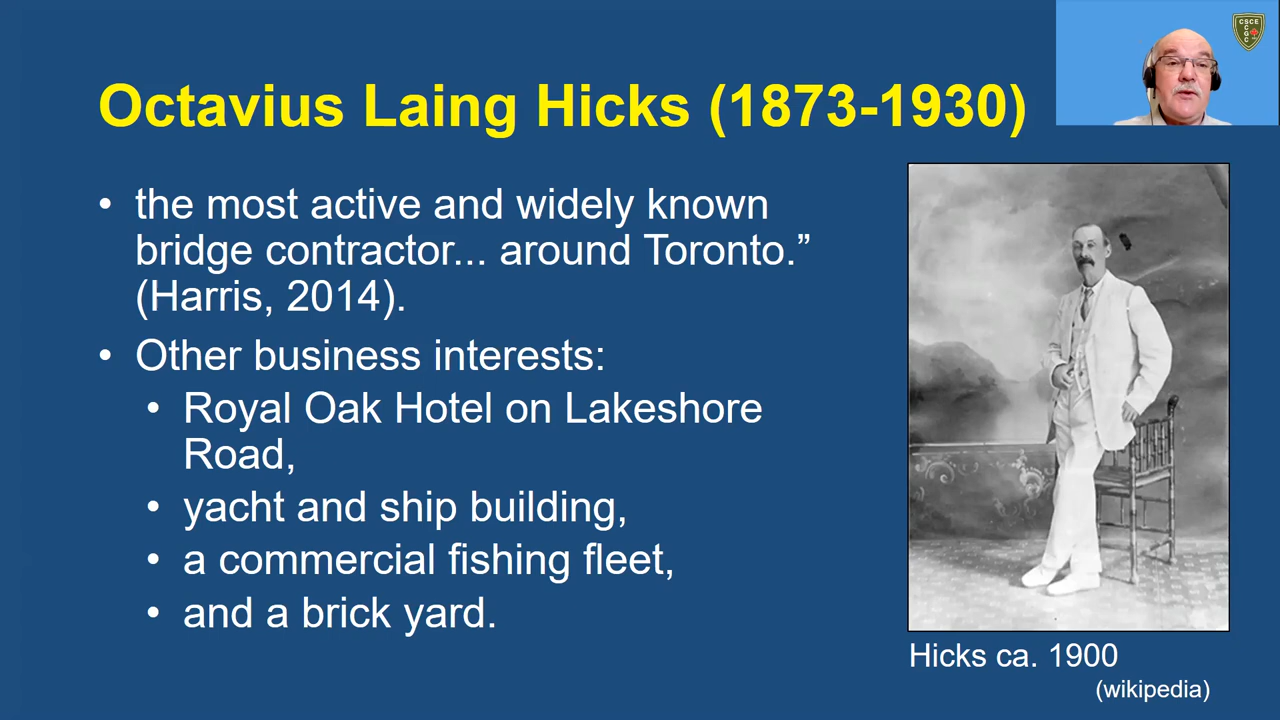 CSCE
C
G
C
Octavius Laing Hicks (1873-1930)
• the most active and widely known
bridge contractor... around Toronto.”
(Harris, 2014).
• Other business interests:
• Royal Oak Hotel on Lakeshore
Road,
• yacht and ship building,
• a commercial fishing fleet,
• and a brick yard.
Hicks ca. 1900
(wikipedia)